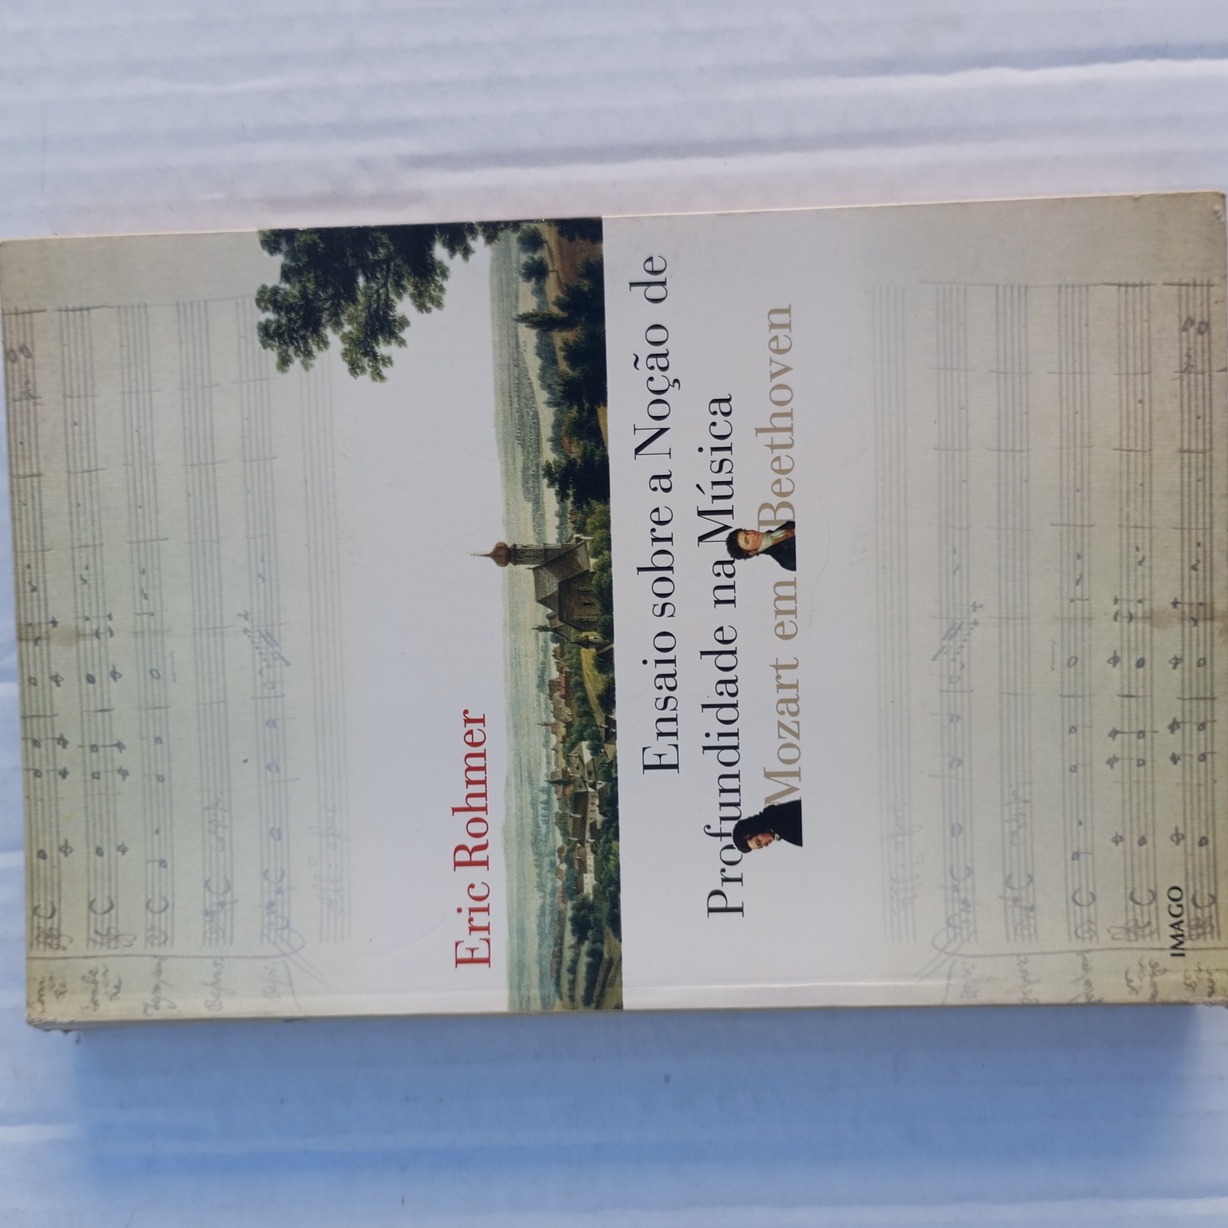 Eric Rohmer
Ensaio sobre a Noção de
Profundidade na Música
Mozart em Beethoven
IMAGO